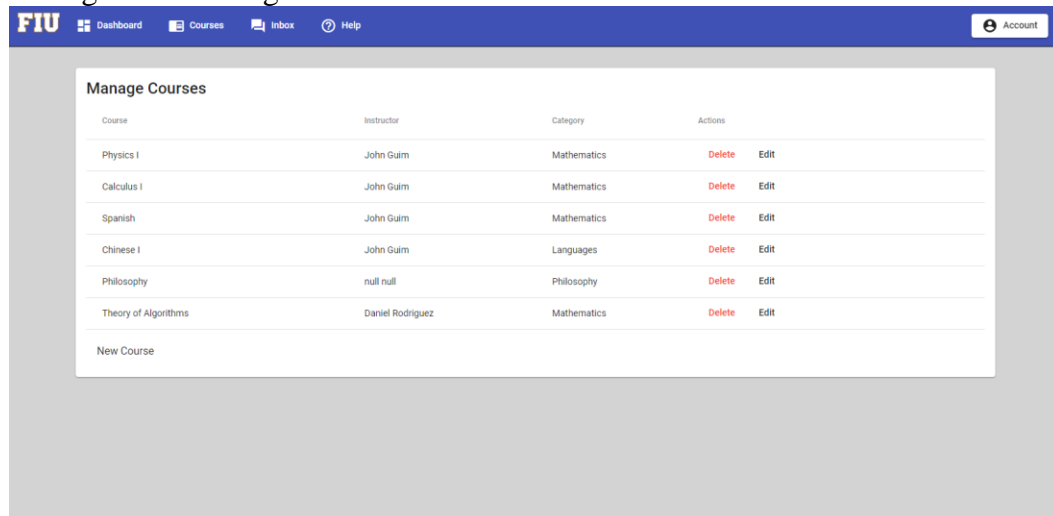 FIU Dashboard Courses Inbox Help Account
Manage Courses
Course Instructor Category Actions
Physics I John Guim Mathematics Delete Edit
Calculus I John Guim Mathematics Delete Edit
Spanish John Guim Mathematics Delete Edit
Chinese I John Guim Languages Delete Edit
Philosophy null null Philosophy Delete Edit
Theory of Algorithms Daniel Rodriguez Mathematics Delete Edit
New Course